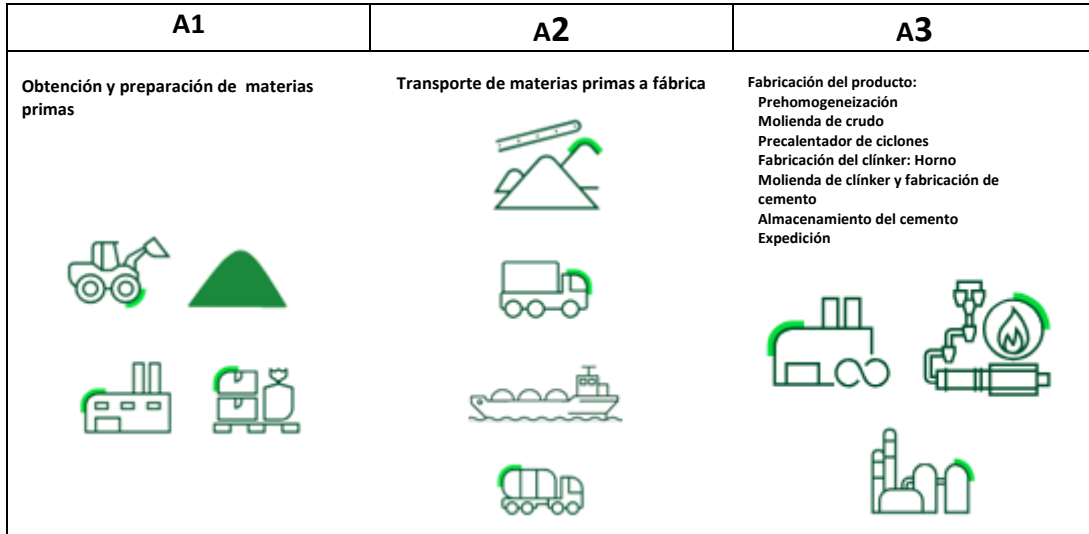 A1
A2
A3
Obtención y preparación de materias
primas
Transporte de materias primas a fábrica
Fabricación del producto:
Prehomogeneización
Molienda de crudo
Precalentador de ciclones
Fabricación del clínker: Horno
Molienda de clínker y fabricación de
cemento
Almacenamiento del cemento
Expedición